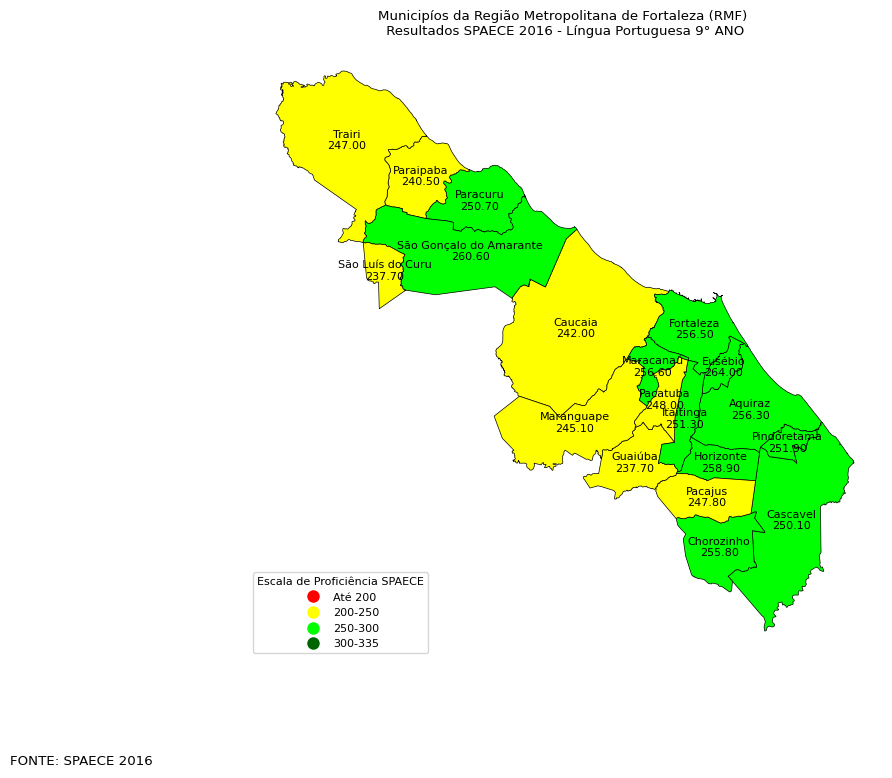 Municipíos da Região Metropolitana de Fortaleza (RMF)
Resultados SPAECE 2016 - Língua Portuguesa 9° ANO
Trairi
247.00
Paraipaba
240.50
Paracuru
250.70
São Gonçalo do Amarante
260.60
São Luís do Curu
237.70
Caucaia
242.00
Fortaleza
256.50
Maracanaú
256.60
Eusébio
264.00
Pacatuba
248.00
Itaitinga
251.30
Aquiraz
256.30
Maranguape
245.10
Pindoretama
251.90
Guaiúba
237.70
Horizonte
258.90
Pacajus
247.80
Cascavel
250.10
Chorozinho
255.80
Escala de Proficiência SPAECE
Até 200
200-250
250-300
300-335
FONTE: SPAECE 2016